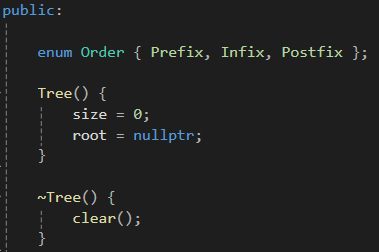 public:
enum Order { Prefix, Infix, Postfix };
Tree() {
size = 0;
root = nullptr;
}
~Tree() {
clear();
}